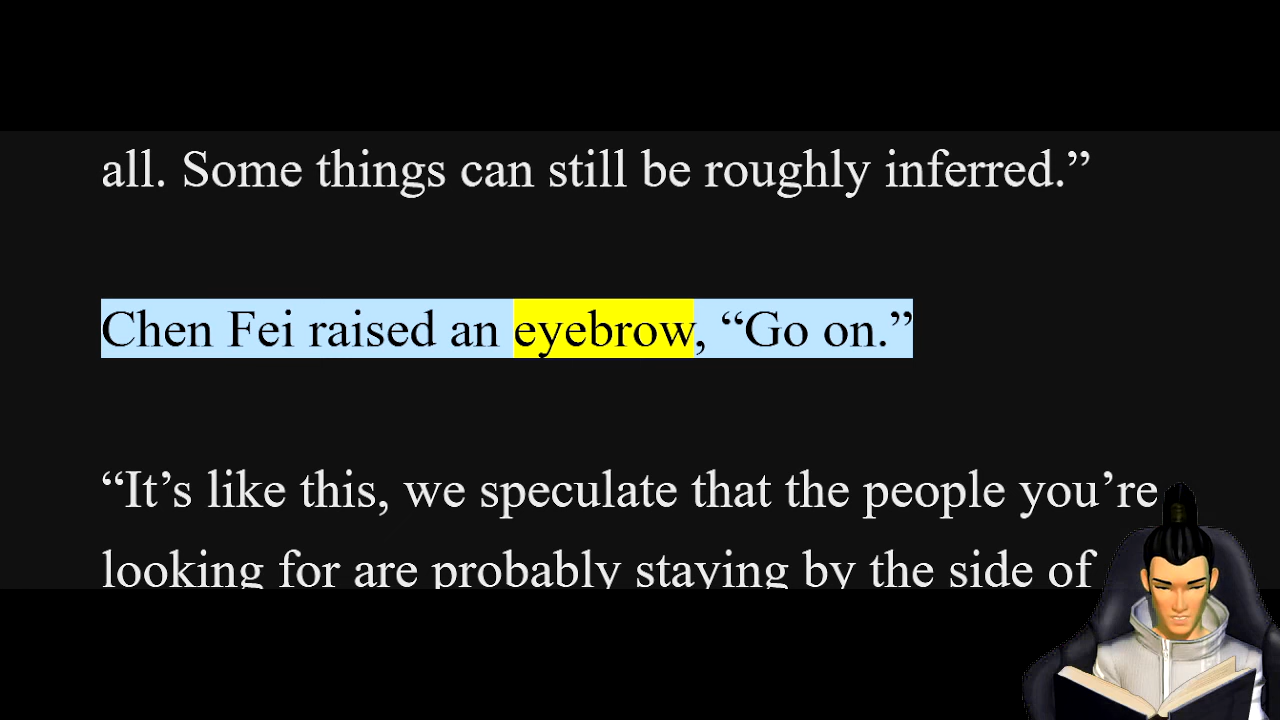 all. Some things can still be roughly inferred.”
Chen Fei raised an eyebrow, “Go on.”
“It’s like this, we speculate that the people you’re
looking for are probably staying by the side of